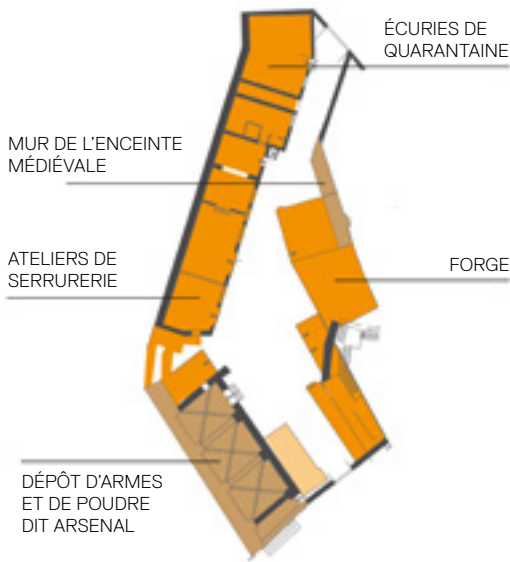 ÉCURIES DE
QUARANTAINE
MUR DE L'ENCEINTE
MÉDIÉVALE
ATELIERS DE
SERRURERIE
FORGE
DÉPÔT D'ARMES
ET DE POUDRE
DIT ARSENAL